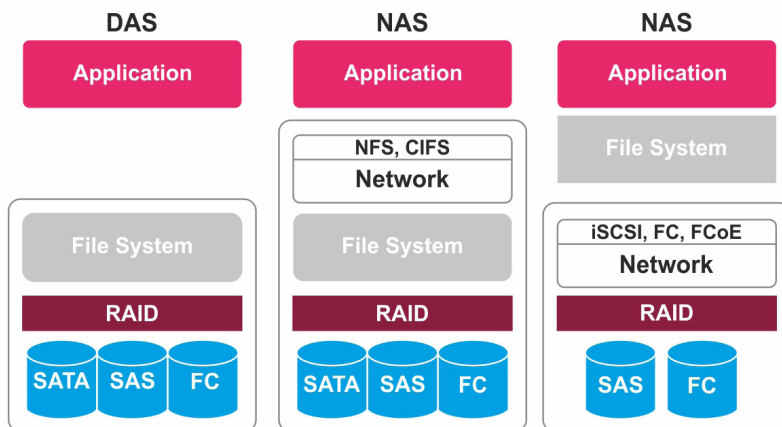 DAS
Application
File System
RAID
SATA SAS FC
NAS
Application
NFS, CIFS
Network
File System
RAID
SATA SAS FC
NAS
Application
File System
iSCSI, FC, FCoE
Network
RAID
SAS FC